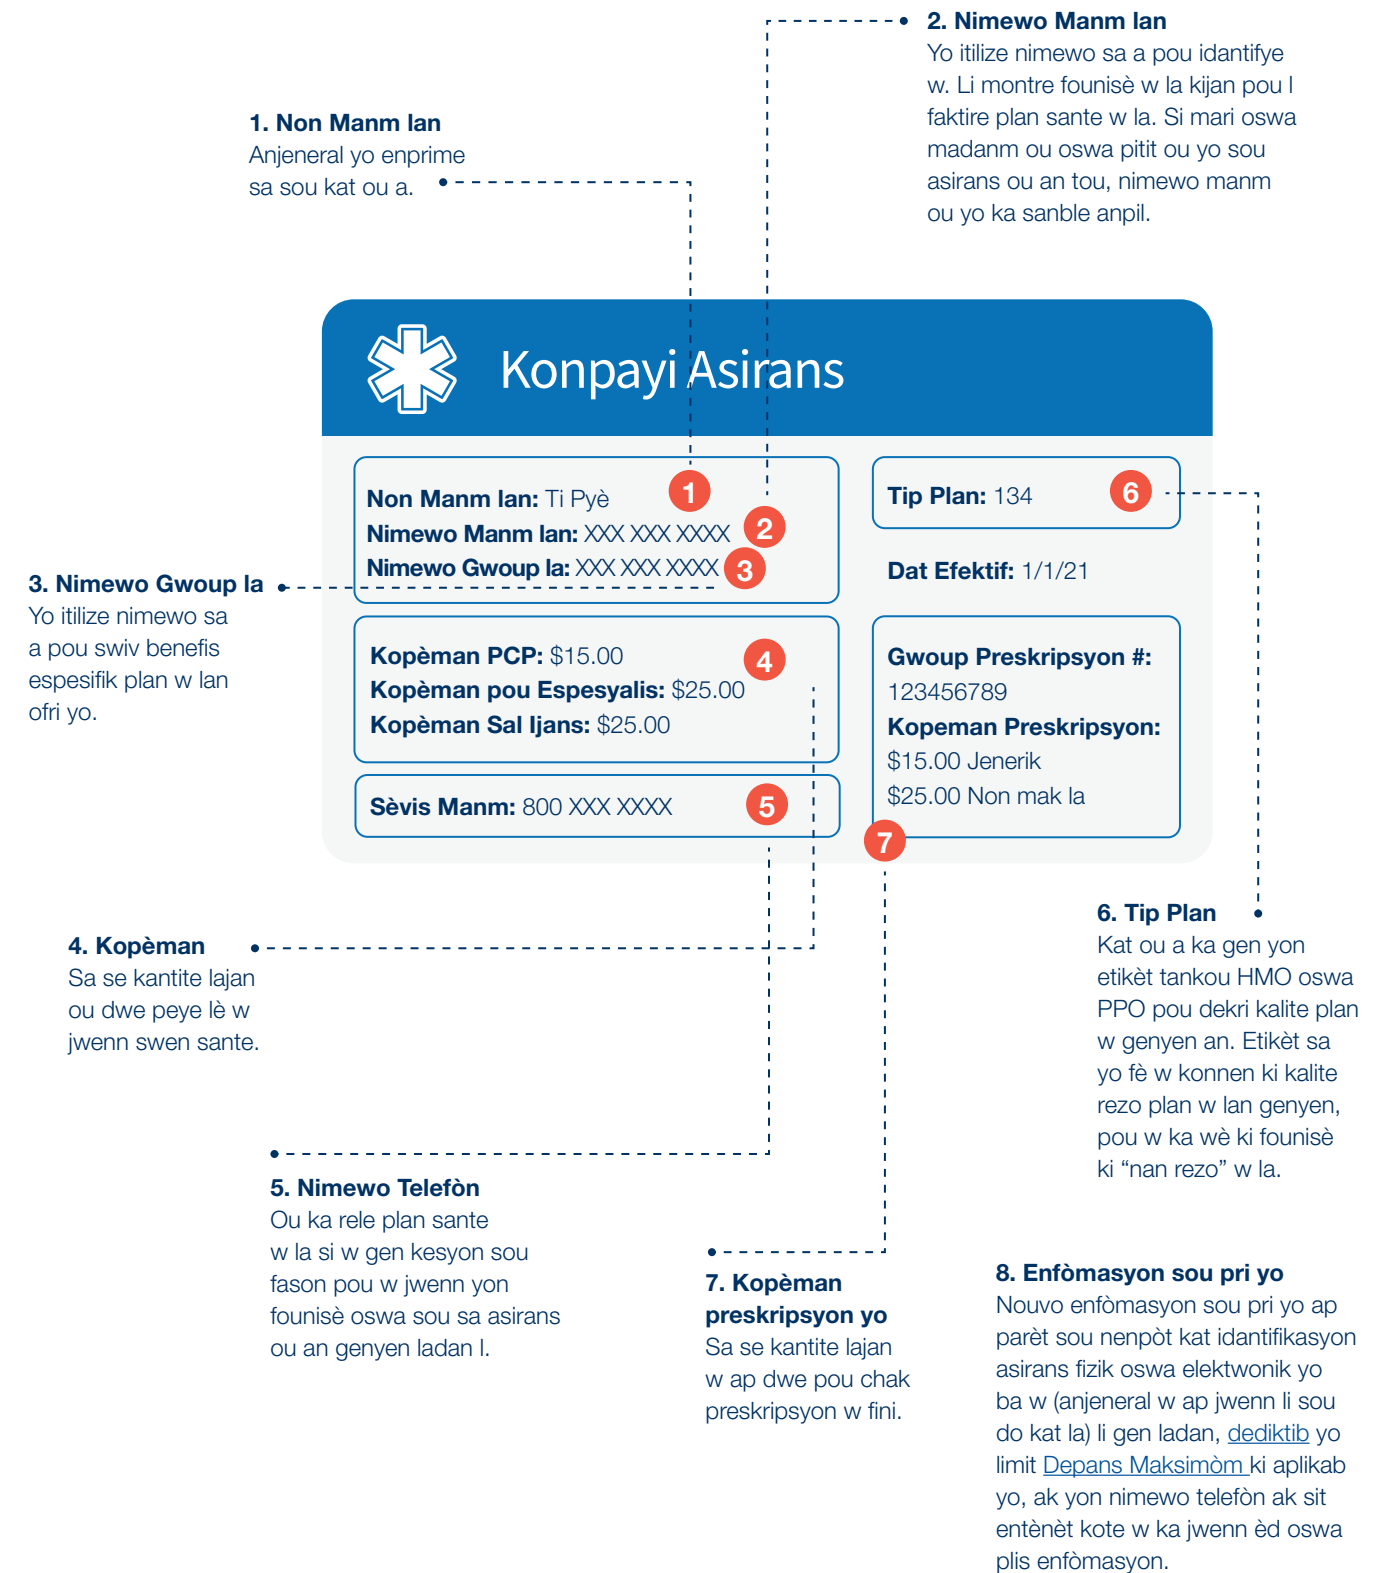 1. Non Manm lan
Anjeneral yo enprime
sa sou kat ou a.
2. Nimewo Manm lan
Yo itilize nimewo sa a pou idantifye
w. Li montre founisè w la kijan pou l
faktire plan sante w la. Si mari oswa
madanm ou oswa pitit ou yo sou
asirans ou an tou, nimewo manm
ou yo ka sanble anpil.
Konpayi Asirans
Non Manm lan: Ti Pyè
1
Nimewo Manm lan: XXX XXX XXXX
2
Nimewo Gwoup la: XXX XXX XXXX
3
Tip Plan: 134
6
Dat Efektif: 1/1/21
3. Nimewo Gwoup la
Yo itilize nimewo sa
a pou swiv benefis
espesifik plan w lan
ofri yo.
Kopèman PCP: $15.00
4
Kopèman pou Espesyalis: $25.00
Kopèman Sal Ijans: $25.00
Gwoup Preskripsyon #:
123456789
Kopeman Preskripsyon:
$15.00 Jenerik
$25.00 Non mak la
Sèvis Manm: 800 XXX XXXX
5
7
4. Kopèman
Sa se kantite lajan
ou dwe peye lè w
jwenn swen sante.
6. Tip Plan
Kat ou a ka gen yon
etikèt tankou HMO oswa
PPO pou dekri kalite plan
w genyen an. Etikèt sa
yo fè w konnen ki kalite
rezo plan w lan genyen,
pou w ka wè ki founisè
ki “nan rezo” w la.
5. Nimewo Telefòn
Ou ka rele plan sante
w la si w gen kesyon sou
fason pou w jwenn yon
founisè oswa sou sa asirans
ou an genyen ladan l.
7. Kopèman
preskripsyon yo
Sa se kantite lajan
w ap dwe pou chak
preskripsyon w fini.
8. Enfòmasyon sou pri yo
Nouvo enfòmasyon sou pri yo ap
parèt sou nenpòt kat idantifikasyon
asirans fizik oswa elektwonik yo
ba w (anjeneral w ap jwenn li sou
do kat la) li gen ladan, dediktib yo
limit Depans Maksimòm ki aplikab
yo, ak yon nimewo telefòn ak sit
entènèt kote w ka jwenn èd oswa
plis enfòmasyon.